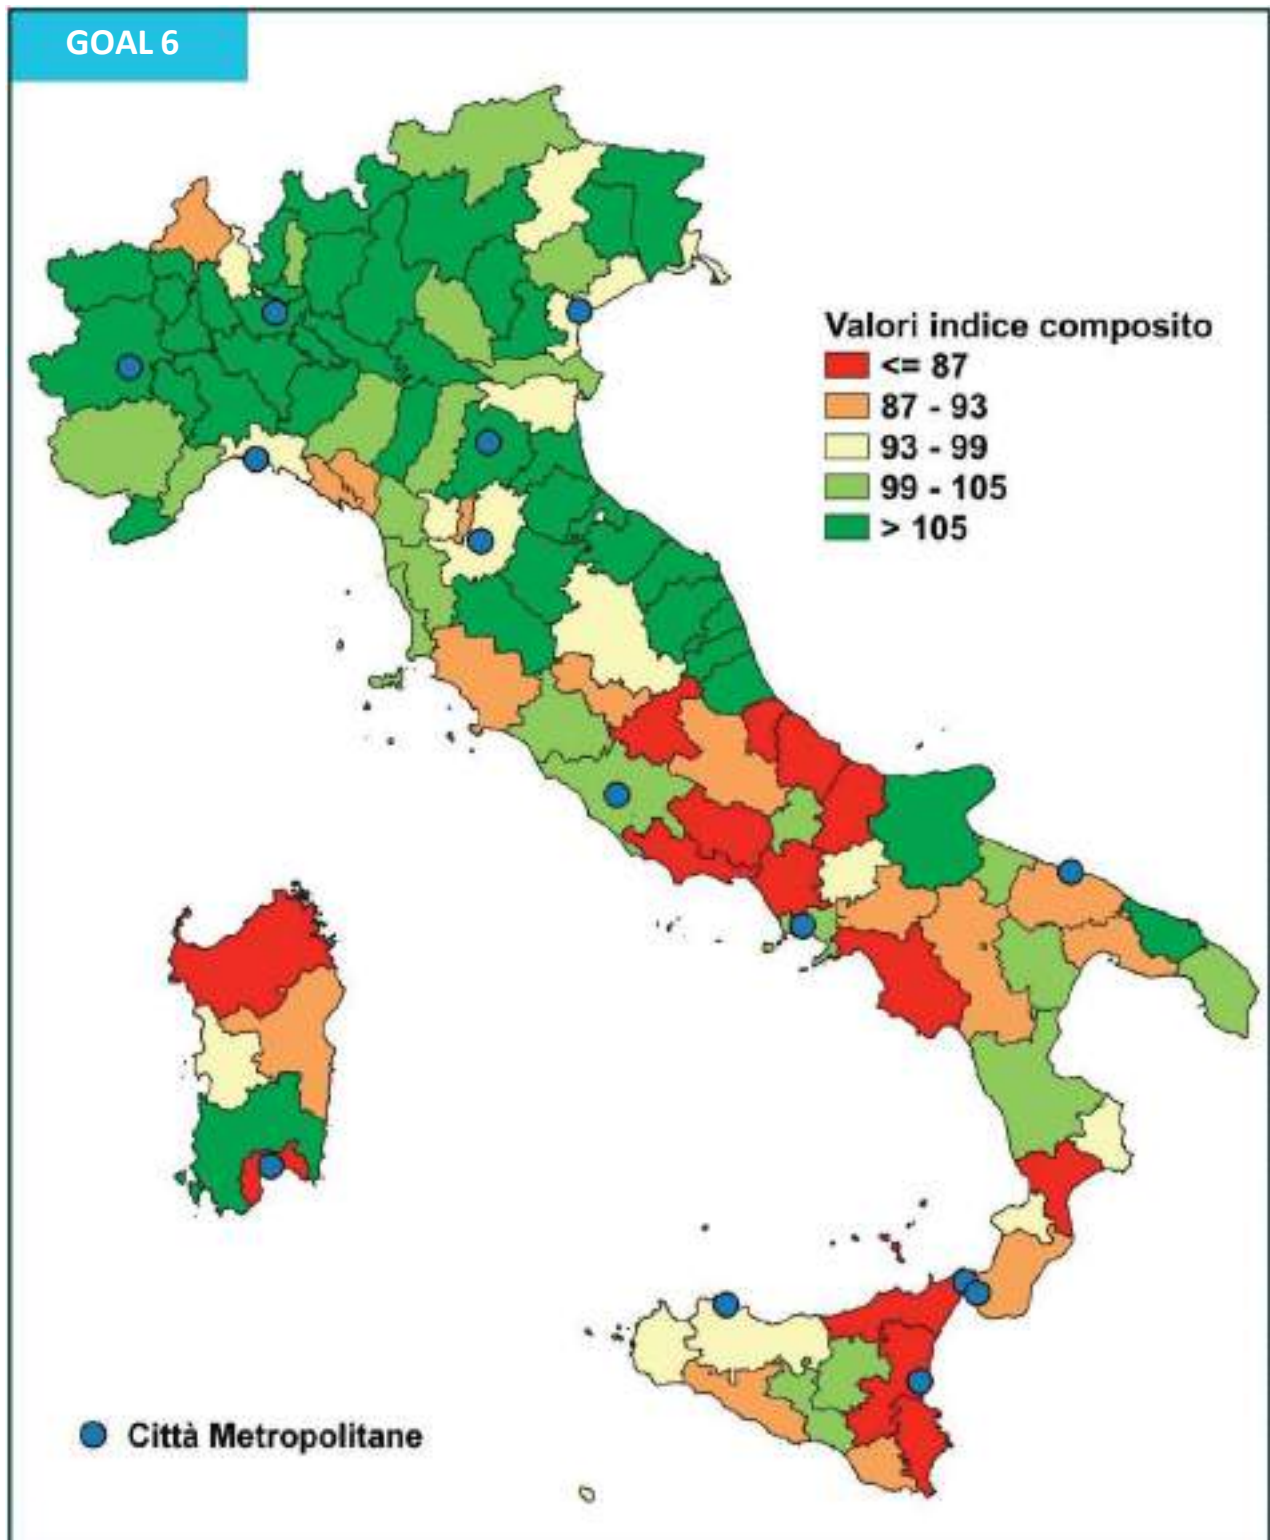 GOAL 6
Valori indice composito
<= 87
87 - 93
93 - 99
99 - 105
> 105
Città Metropolitane